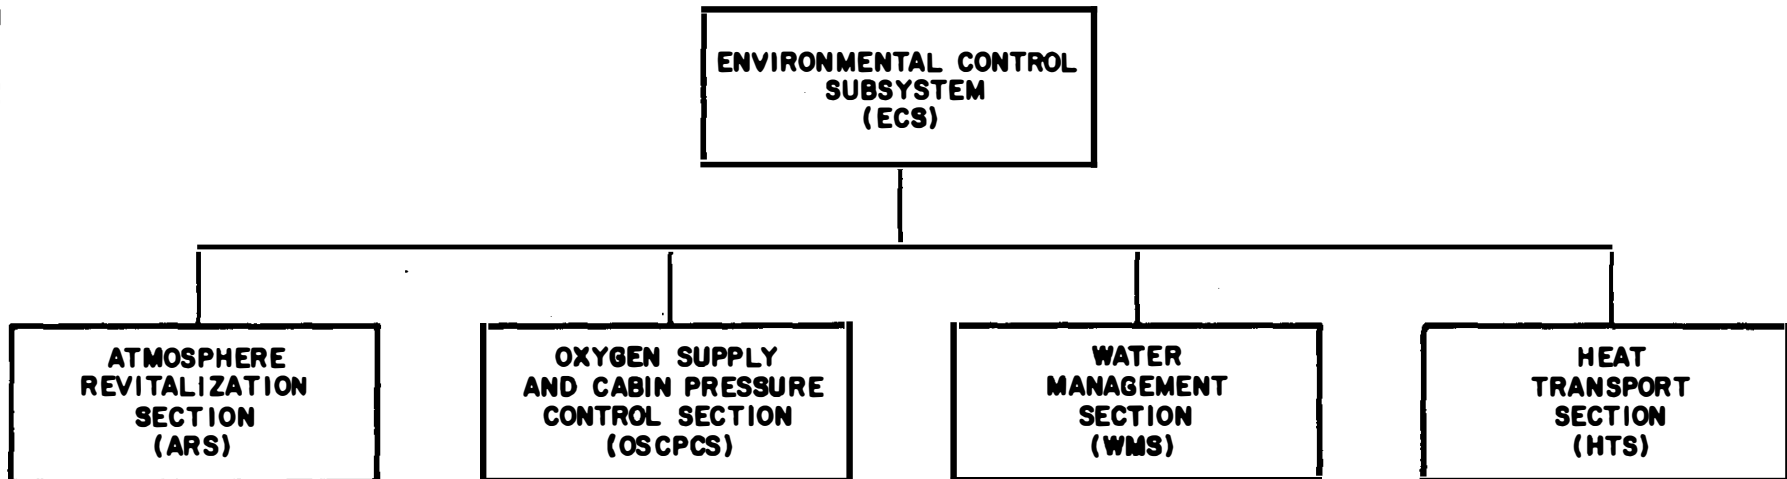 ENVIRONMENTAL CONTROL
SUBSYSTEM
(ECS)
ATMOSPHERE
REVITALIZATION
SECTION
(ARS)
OXYGEN SUPPLY
AND CABIN PRESSURE
CONTROL SECTION
(OSCPCS)
WATER
MANAGEMENT
SECTION
(WMS)
HEAT
TRANSPORT
SECTION
(HTS)